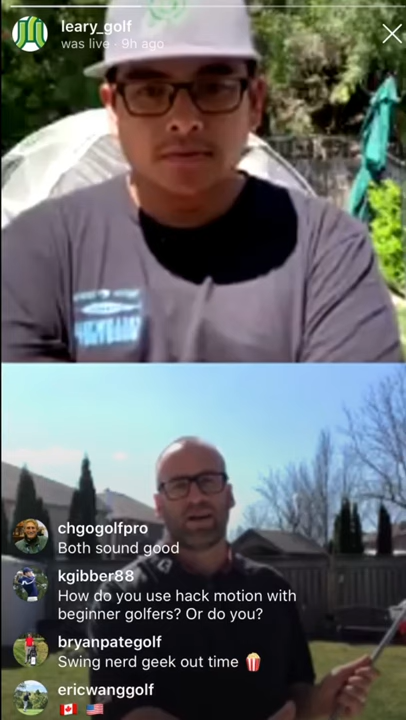 leary_golf
was live · 9h ago
chgogolfpro
Both sound good
kgibber88
How do you use hack motion with
beginner golfers? Or do you?
bryanpategolf
Swing nerd geek out time 🍿
ericwanggolf
🇨🇦 🇺🇸